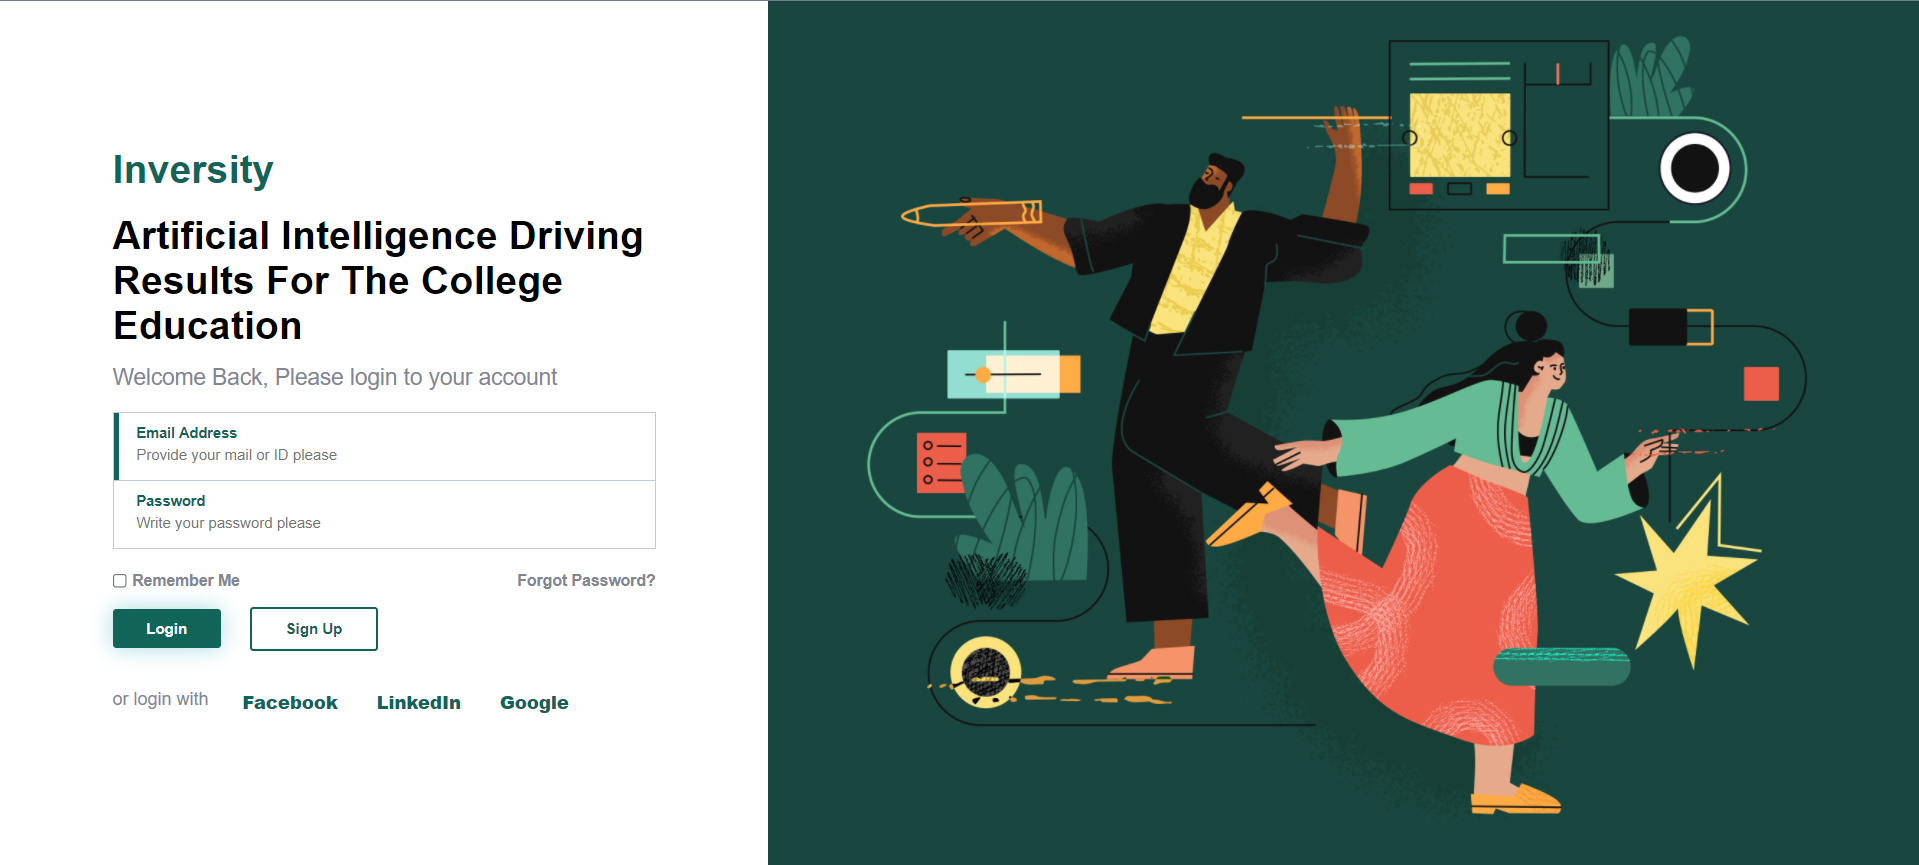 Inversity
Artificial Intelligence Driving
Results For The College
Education
Welcome Back, Please login to your account
Email Address
Provide your mail or ID please
Password
Write your password please
Remember Me
Forgot Password?
Login
Sign Up
or login with
Facebook
LinkedIn
Google